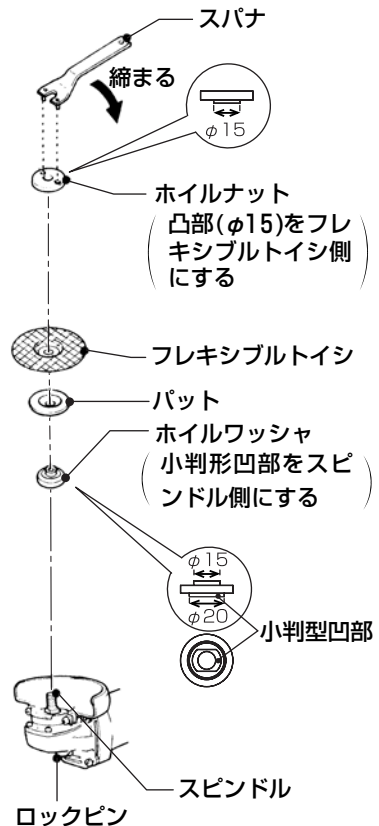 スパナ
締まる
φ15
ホイルナット
凸部(φ15)をフレ
キシブルトイシ側
にする
フレキシブルトイシ
パット
ホイルワッシャ
小判形凹部をスピ
ンドル側にする
φ15
φ20
小判型凹部
スピンドル
ロックピン